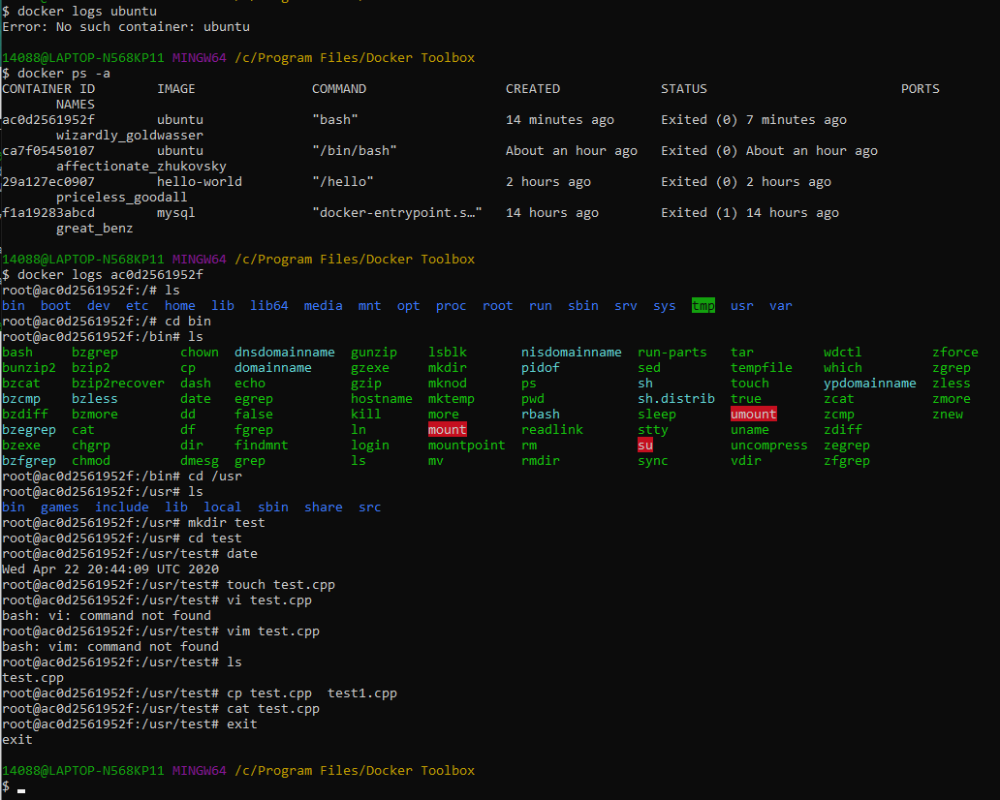 $ docker logs ubuntu
Error: No such container: ubuntu
14088@LAPTOP-N568KP11 MINGW64 /c/Program Files/Docker Toolbox
$ docker ps -a
CONTAINER ID        IMAGE               COMMAND                  CREATED             STATUS                         PORTS
       NAMES
ac0d2561952f        ubuntu              "bash"                   14 minutes ago      Exited (0) 7 minutes ago
       wizardly_goldwasser
ca7f05450107        ubuntu              "/bin/bash"              About an hour ago   Exited (0) About an hour ago
       affectionate_zhukovsky
29a127ec0907        hello-world         "/hello"                 2 hours ago         Exited (0) 2 hours ago
       priceless_goodall
f1a19283abcd        mysql               "docker-entrypoint.s…"   14 hours ago        Exited (1) 14 hours ago
       great_benz
14088@LAPTOP-N568KP11 MINGW64 /c/Program Files/Docker Toolbox
$ docker logs ac0d2561952f
root@ac0d2561952f:/# ls
bin  boot  dev  etc  home  lib  lib64  media  mnt  opt  proc  root  run  sbin  srv  sys  tmp  usr  var
root@ac0d2561952f:/# cd bin
root@ac0d2561952f:/bin# ls
bash     bzgrep        chown  dnsdomainname  gunzip    lsblk       nisdomainname  run-parts  tar         wdctl         zforce
bunzip2  bzip2         cp     domainname     gzexe     mkdir       pidof          sed        tempfile    which         zgrep
bzcat    bzip2recover  dash   echo           gzip      mknod       ps             sh         touch       ypdomainname  zless
bzcmp    bzless        date   egrep          hostname  mktemp      pwd            sh.distrib true        zcat          zmore
bzdiff   bzmore        dd     false          kill      more        rbash          sleep      umount      zcmp          znew
bzegrep  cat           df     fgrep          ln        mount       readlink       stty       uname       zdiff
bzexe    chgrp         dir    findmnt        login     mountpoint  rm             su         uncompress  zegrep
bzfgrep  chmod         dmesg  grep           ls        mv          rmdir          sync       vdir        zfgrep
root@ac0d2561952f:/bin# cd /usr
root@ac0d2561952f:/usr# ls
bin  games  include  lib  local  sbin  share  src
root@ac0d2561952f:/usr# mkdir test
root@ac0d2561952f:/usr# cd test
root@ac0d2561952f:/usr/test# date
Wed Apr 22 20:44:09 UTC 2020
root@ac0d2561952f:/usr/test# touch test.cpp
root@ac0d2561952f:/usr/test# vi test.cpp
bash: vi: command not found
root@ac0d2561952f:/usr/test# vim test.cpp
bash: vim: command not found
root@ac0d2561952f:/usr/test# ls
test.cpp
root@ac0d2561952f:/usr/test# cp test.cpp  test1.cpp
root@ac0d2561952f:/usr/test# cat test.cpp
root@ac0d2561952f:/usr/test# exit
exit
14088@LAPTOP-N568KP11 MINGW64 /c/Program Files/Docker Toolbox
$